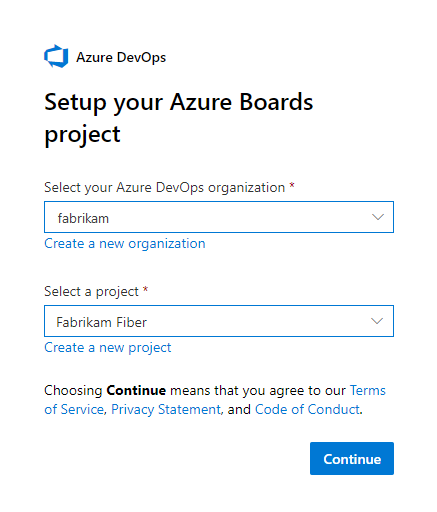 Azure DevOps
Setup your Azure Boards
project
Select your Azure DevOps organization *
fabrikam
Create a new organization
Select a project *
Fabrikam Fiber
Create a new project
Choosing Continue means that you agree to our Terms
of Service, Privacy Statement, and Code of Conduct.
Continue